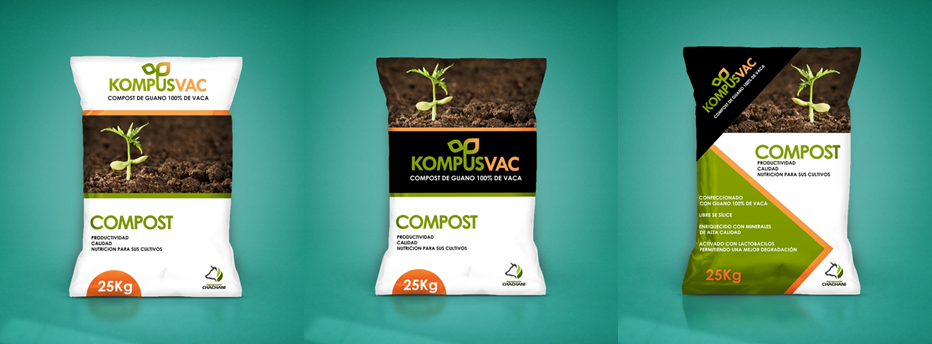 KOMPUSVAC
COMPOST DE GUANO 100% DE VACA
COMPOST
PRODUCTIVIDAD
CALIDAD
NUTRICION PARA SUS CULTIVOS
25Kg
CHACHANI
KOMPUSVAC
COMPOST DE GUANO 100% DE VACA
COMPOST
PRODUCTIVIDAD
CALIDAD
NUTRICION PARA SUS CULTIVOS
25Kg
CHACHANI
KOMPUSVAC
COMPOST DE GUANO 100% DE VACA
COMPOST
PRODUCTIVIDAD
CALIDAD
NUTRICION PARA SUS CULTIVOS
CONFECCIONADO
CON GUANO 100% DE VACA
LIBRE SE SÍLICE
ENRIQUECIDO CON MINERALES
DE ALTA CALIDAD
ACTIVADO CON LACTOBACILOS
PERMITIENDO UNA MEJOR DEGRADACIÓN
25Kg
CHACHANI